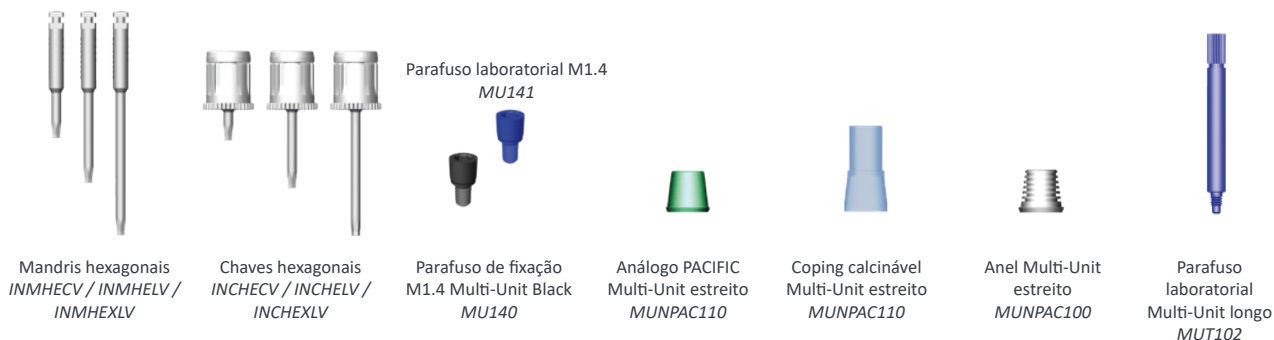 Parafuso laboratorial M1.4
MU141
Mandris hexagonais
INMHECV / INMHELV /
INMHEXLV
Chaves hexagonais
INCHECV / INCHELV /
INCHEXLV
Parafuso de fixação
M1.4 Multi-Unit Black
MU140
Análogo PACIFIC
Multi-Unit estreito
MUNPAC110
Coping calcinável
Multi-Unit estreito
MUNPAC110
Anel Multi-Unit
estreito
MUNPAC100
Parafuso
laboratorial
Multi-Unit longo
MUT102